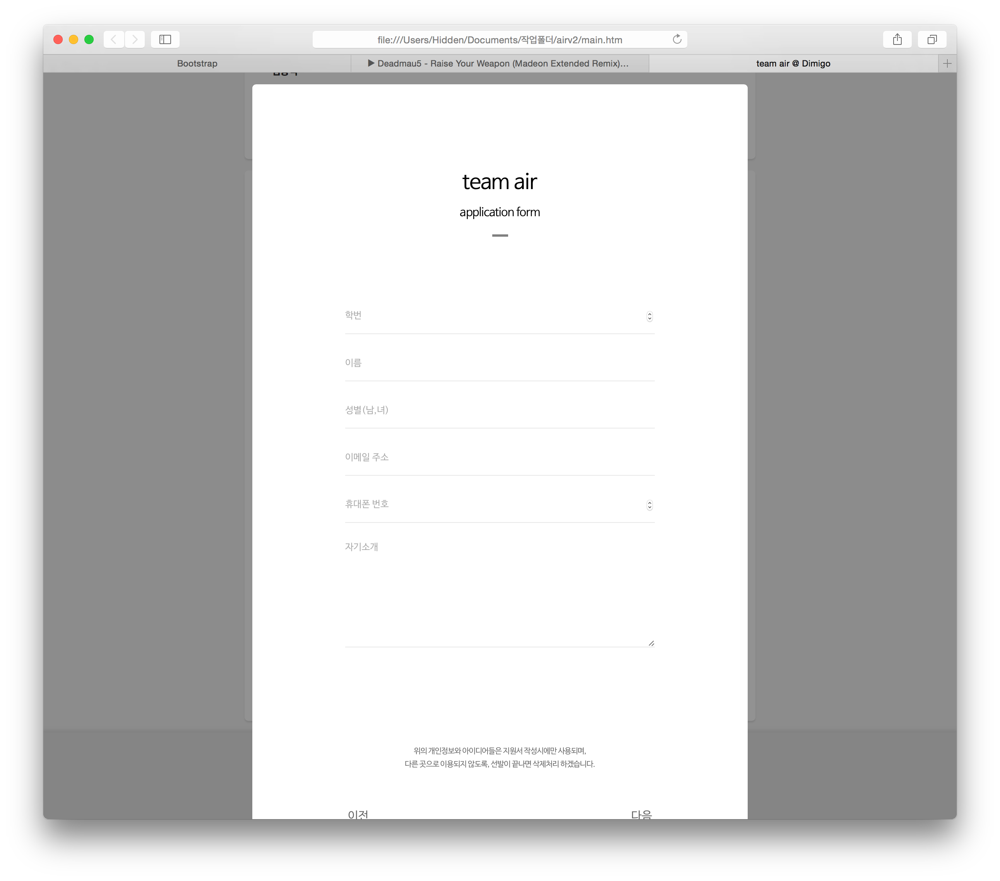 file:///Users/Hidden/Documents/작업폴더/airv2/main.htm
Bootstrap
▶ Deadmau5 - Raise Your Weapon (Madeon Extended Remix)...
team air @ Dimigo
team air
application form
학번
이름
성별(남,녀)
이메일 주소
휴대폰 번호
자기소개
위의 개인정보와 아이디어들은 지원서 작성시에만 사용되며,
다른 곳으로 이용되지 않도록, 선발이 끝나면 삭제처리 하겠습니다.
이전
다음